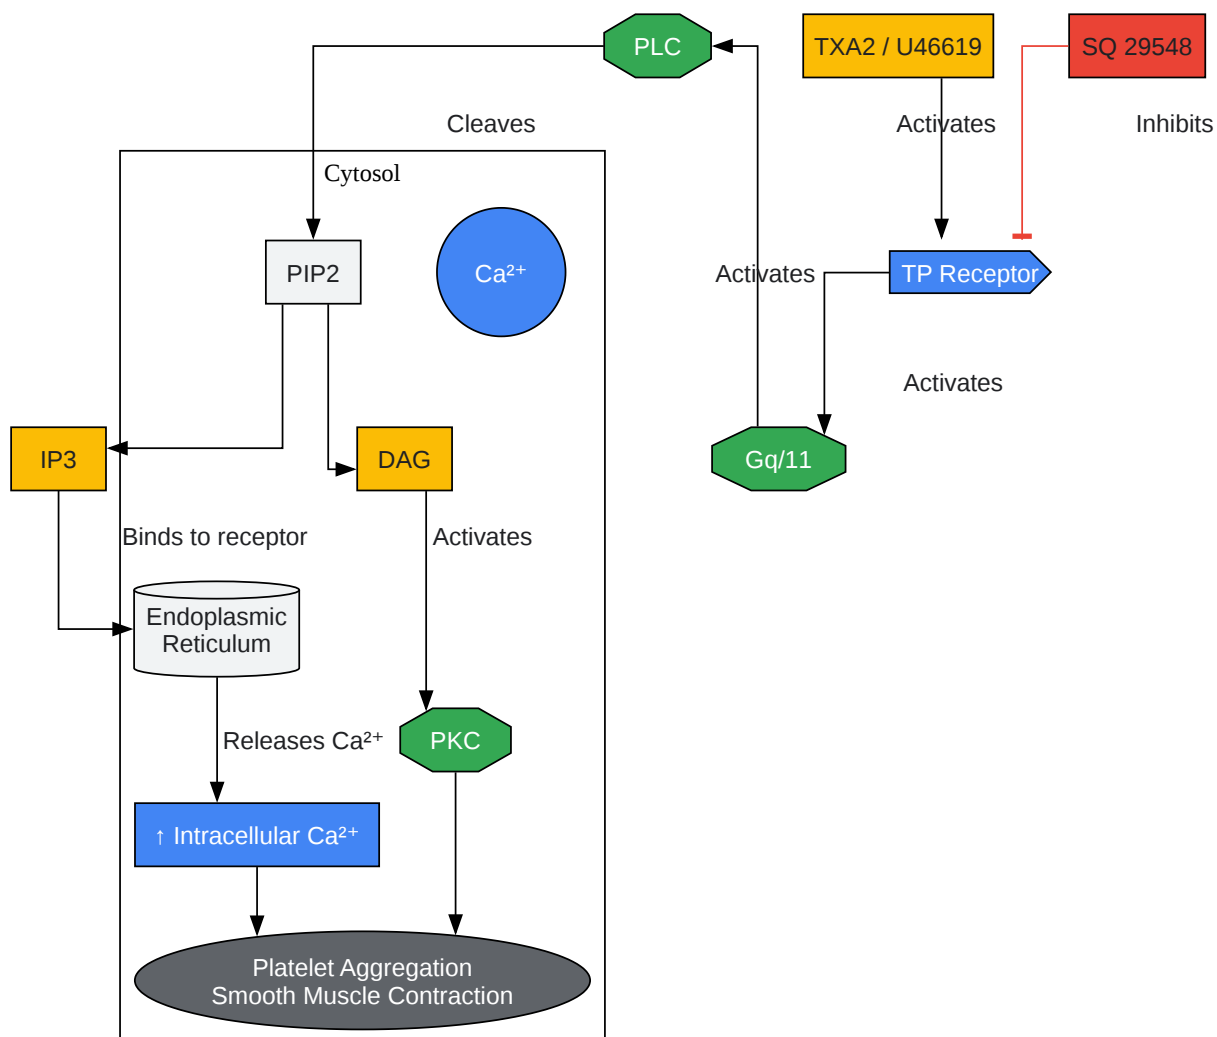 PLC
TXA2 / U46619
SQ 29548
Cleaves
Activates
Inhibits
Cytosol
PIP2
Ca²⁺
Activates
TP Receptor
Activates
IP3
DAG
Gq/11
Binds to receptor
Activates
Endoplasmic
Reticulum
Releases Ca²⁺
PKC
↑ Intracellular Ca²⁺
Platelet Aggregation
Smooth Muscle Contraction